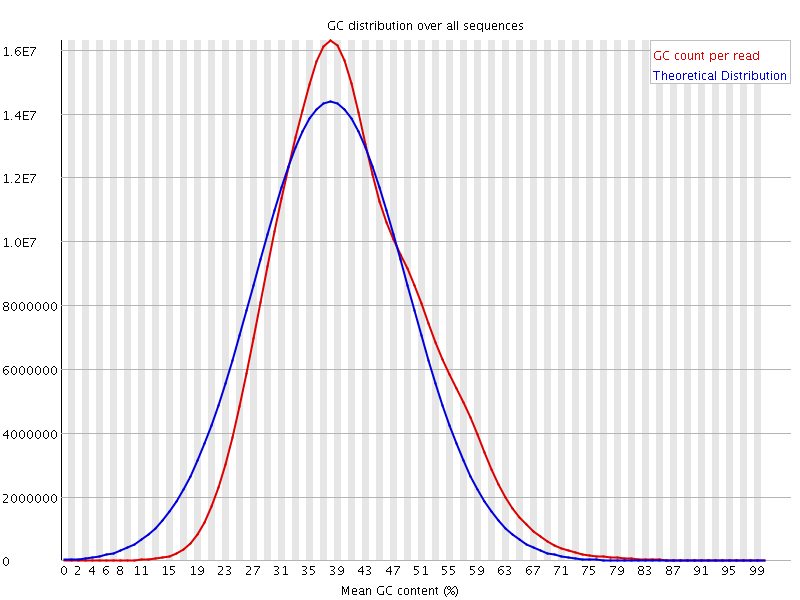 GC distribution over all sequences
GC count per read
Theoretical Distribution
1.6E7
1.4E7
1.2E7
1.0E7
8000000
6000000
4000000
2000000
0
0 2 4 6 8 11 15 19 23 27 31 35 39 43 47 51 55 59 63 67 71 75 79 83 87 91 95 99
Mean GC content (%)